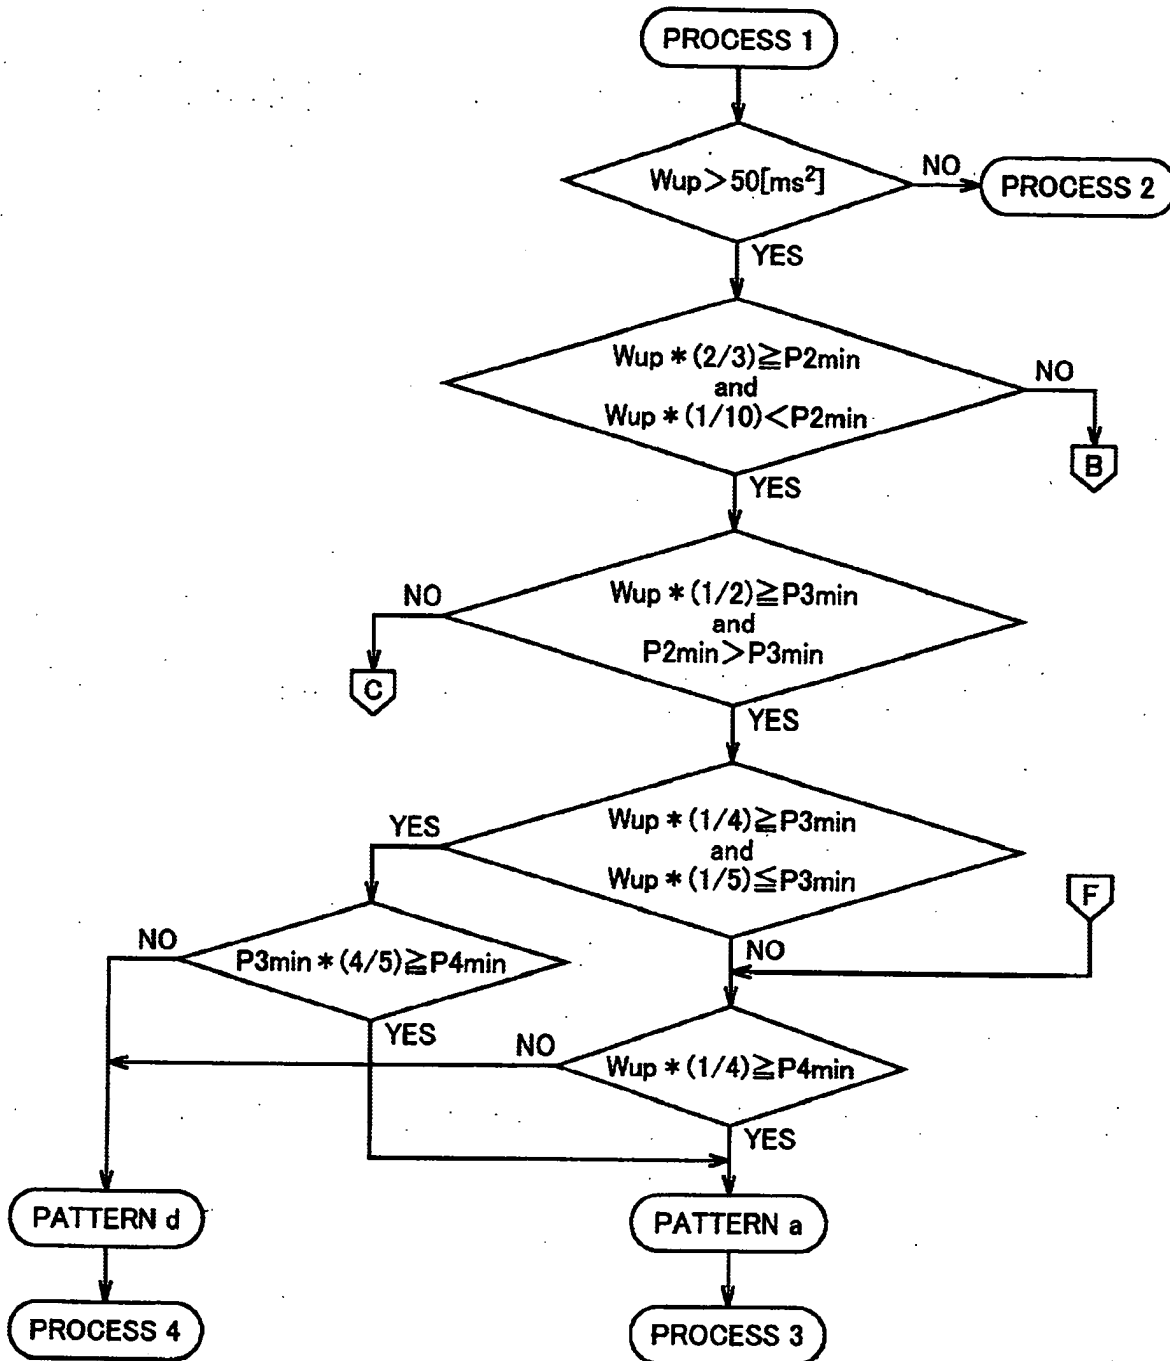 PROCESS 1
Wup>50[ms²]
NO
PROCESS 2
YES
Wup*(2/3)≧P2min
and
Wup*(1/10)<P2min
NO
B
YES
Wup*(1/2)≧P3min
and
P2min>P3min
NO
C
YES
Wup*(1/4)≧P3min
and
Wup*(1/5)≦P3min
YES
F
NO
P3min*(4/5)≧P4min
NO
YES
Wup*(1/4)≧P4min
NO
YES
PATTERN d
PATTERN a
PROCESS 4
PROCESS 3